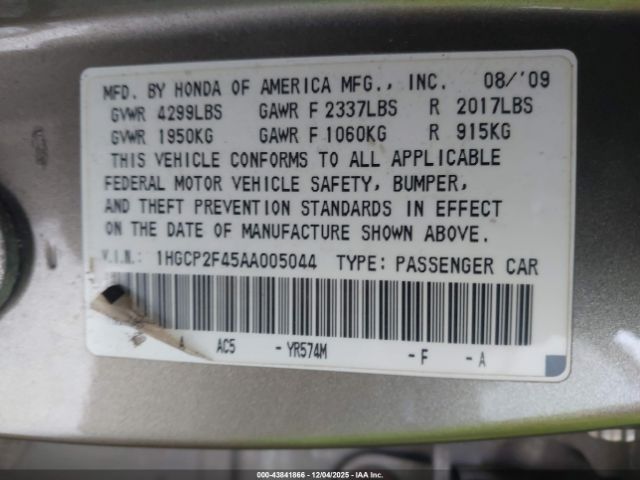 MFD. BY HONDA OF AMERICA MFG., INC. 08/'09
GVWR 4299LBS GAWR F 2337LBS R 2017LBS
GVWR 1950KG GAWR F 1060KG R 915KG
THIS VEHICLE CONFORMS TO ALL APPLICABLE
FEDERAL MOTOR VEHICLE SAFETY, BUMPER,
AND THEFT PREVENTION STANDARDS IN EFFECT
ON THE DATE OF MANUFACTURE SHOWN ABOVE.
V.I.N.: 1HGCP2F45AA005044 TYPE: PASSENGER CAR
A AC5 -YR574M -F -A
© IAA 00-43841866 - 12/04/2025 - © IAA, Inc.